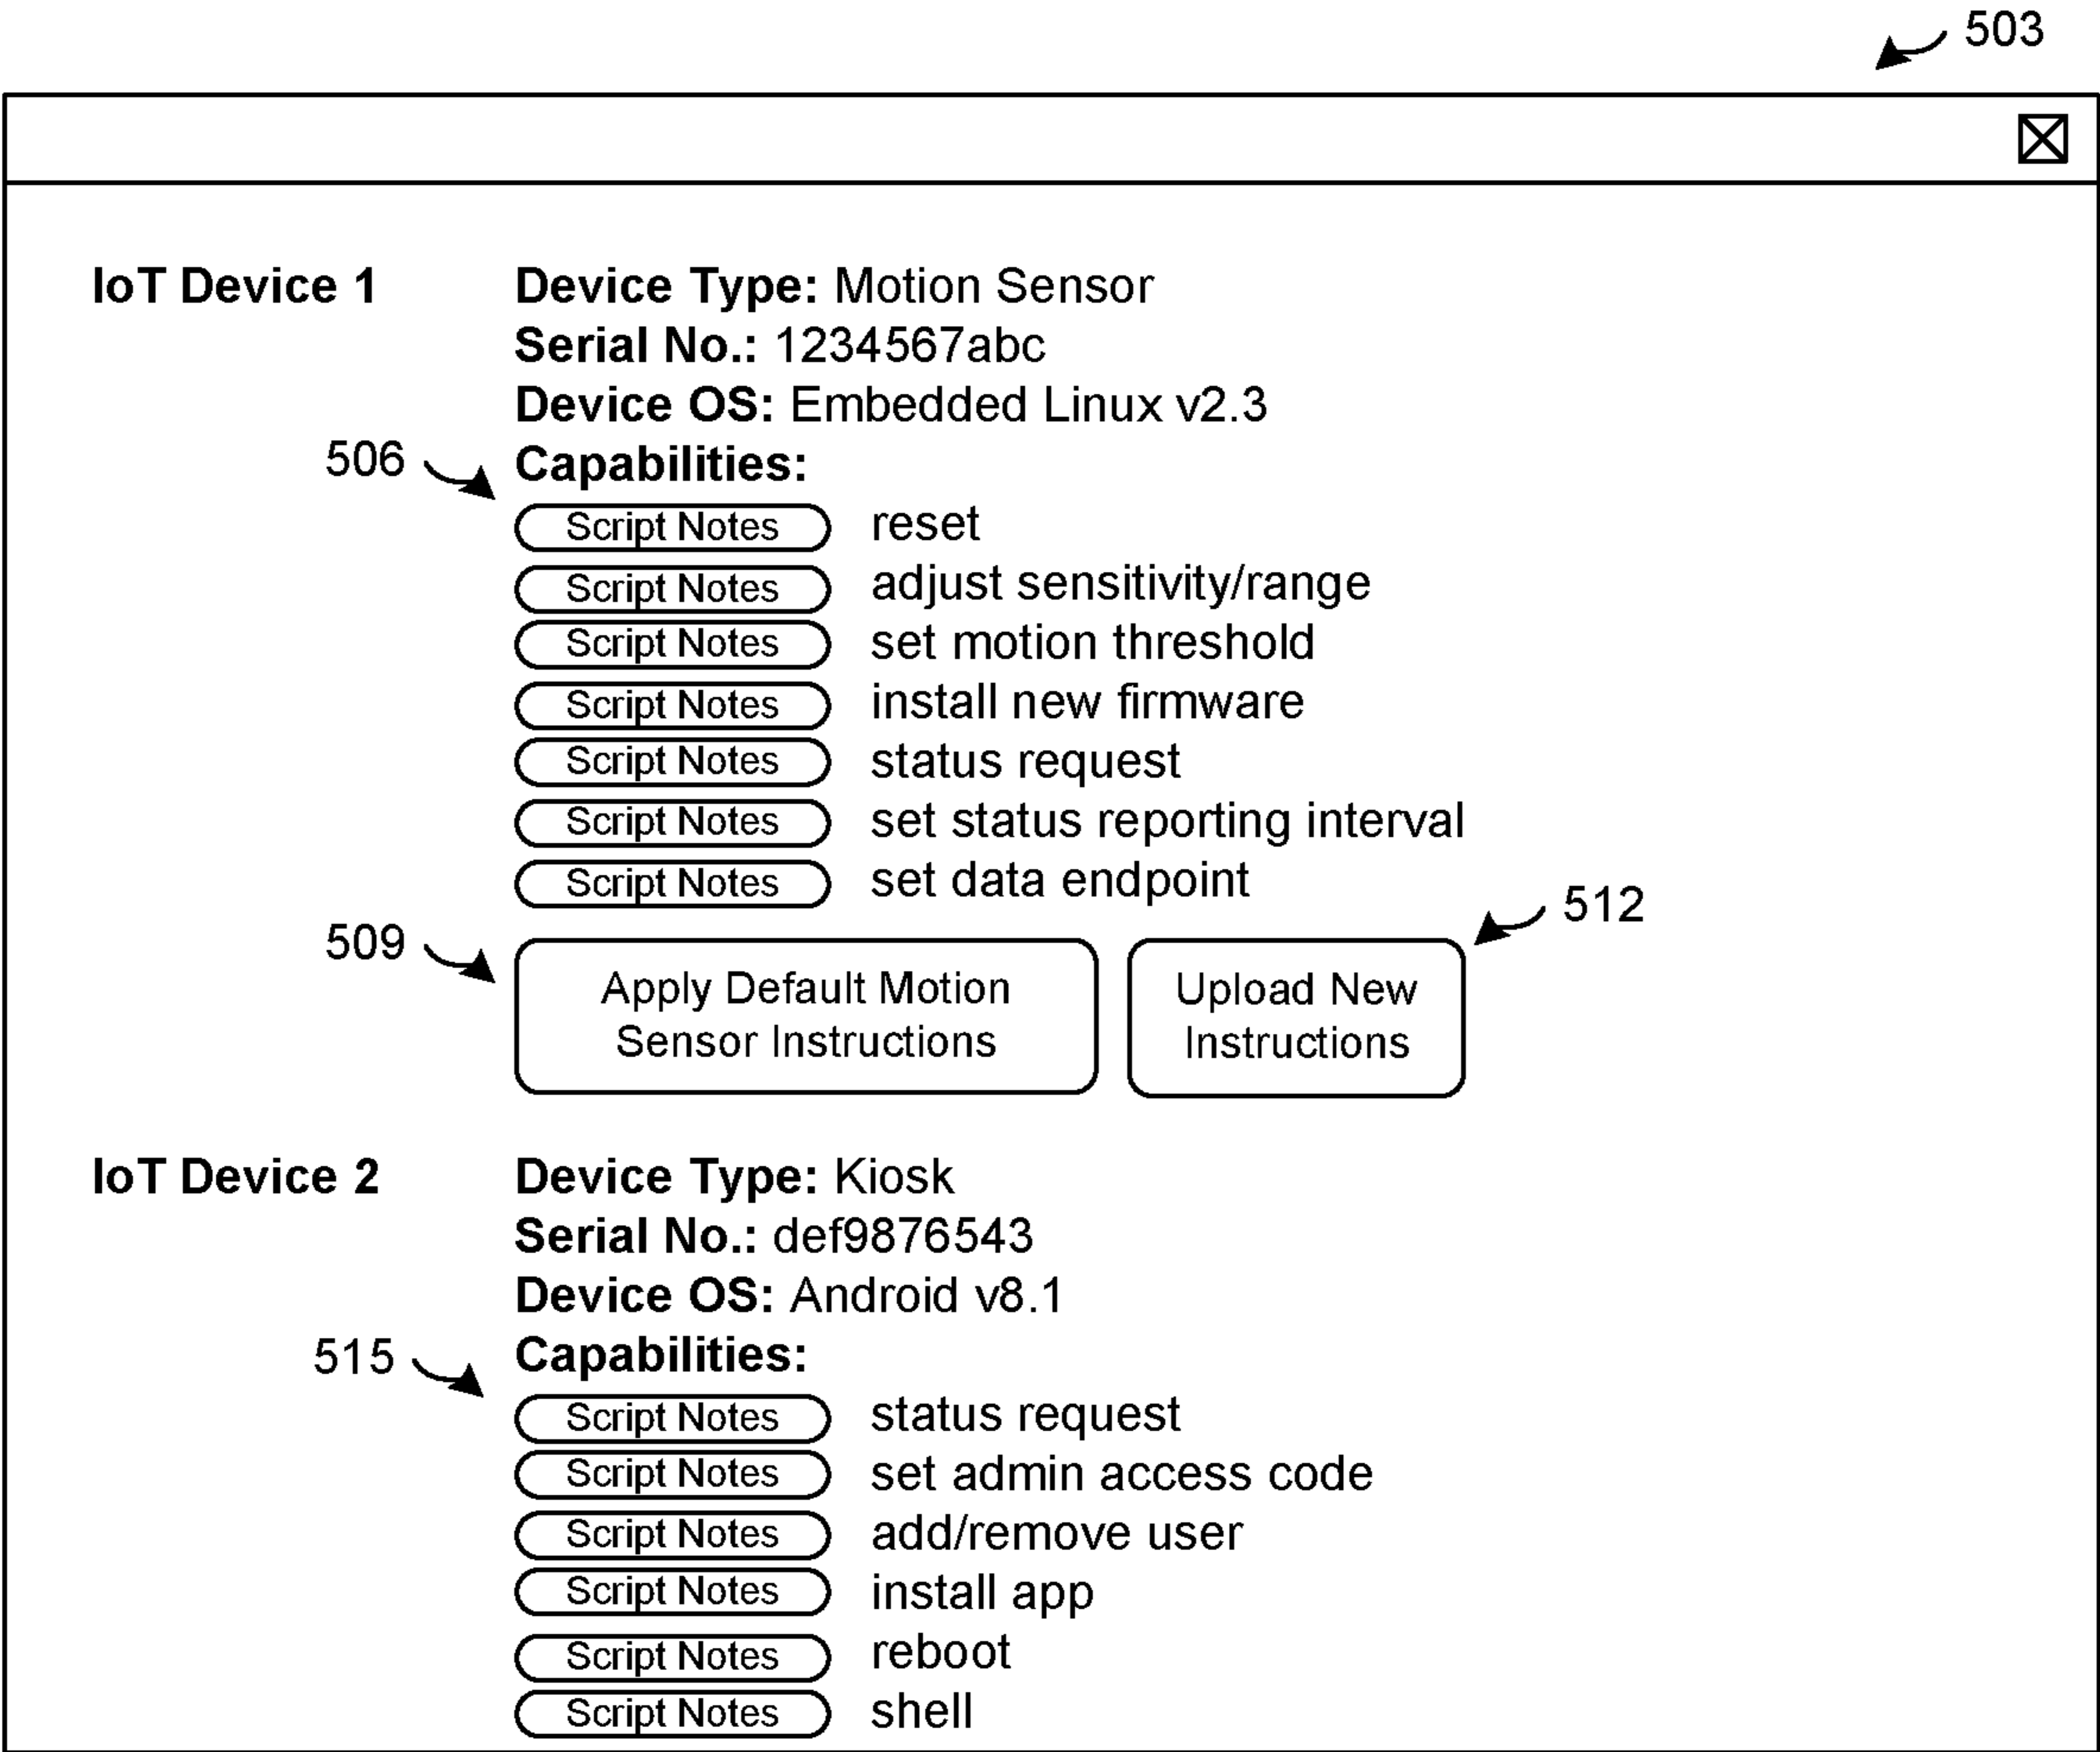 503
IoT Device 1
Device Type: Motion Sensor
Serial No.: 1234567abc
Device OS: Embedded Linux v2.3
506
Capabilities:
Script Notes reset
Script Notes adjust sensitivity/range
Script Notes set motion threshold
Script Notes install new firmware
Script Notes status request
Script Notes set status reporting interval
Script Notes set data endpoint
509
Apply Default Motion
Sensor Instructions
512
Upload New
Instructions
IoT Device 2
Device Type: Kiosk
Serial No.: def9876543
Device OS: Android v8.1
515
Capabilities:
Script Notes status request
Script Notes set admin access code
Script Notes add/remove user
Script Notes install app
Script Notes reboot
Script Notes shell